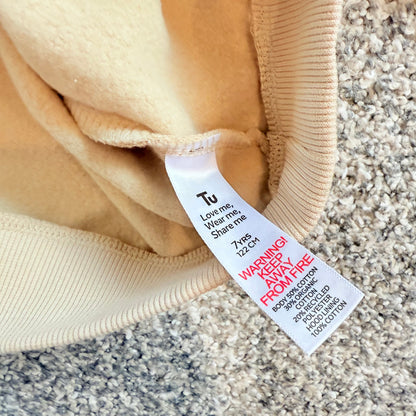 Tu
Love me,
Wear me,
Share me
7YRS
122 CM
WARNING!
KEEP
AWAY
FROM FIRE
BODY 50% COTTON
30% ORGANIC
COTTON
20% RECYCLED
POLYESTER
HOOD LINING
100% COTTON